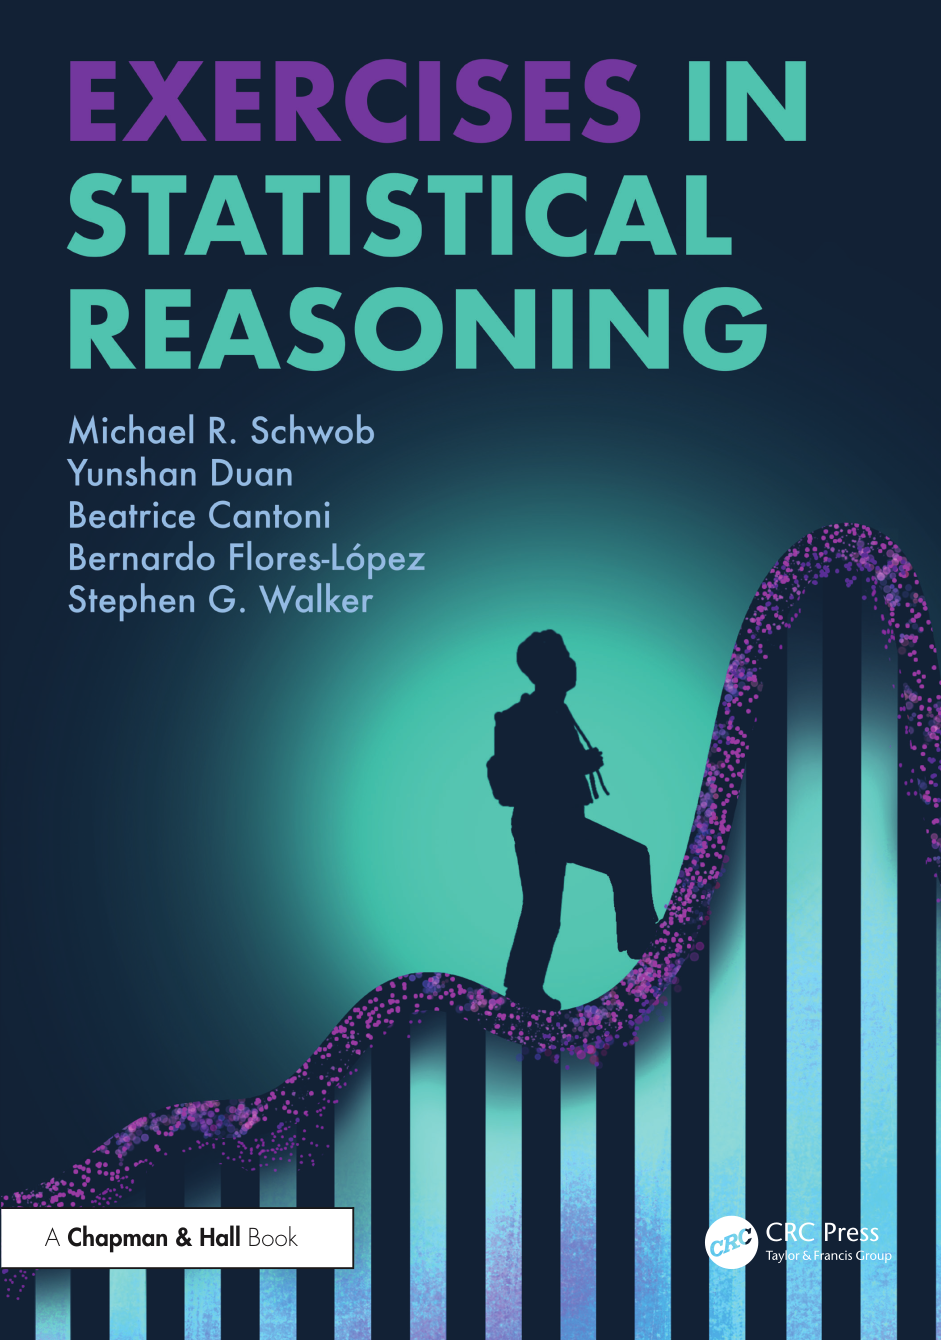 EXERCISES IN
STATISTICAL
REASONING
Michael R. Schwob
Yunshan Duan
Beatrice Cantoni
Bernardo Flores-López
Stephen G. Walker
A Chapman & Hall Book
CRC
CRC Press
Taylor & Francis Group